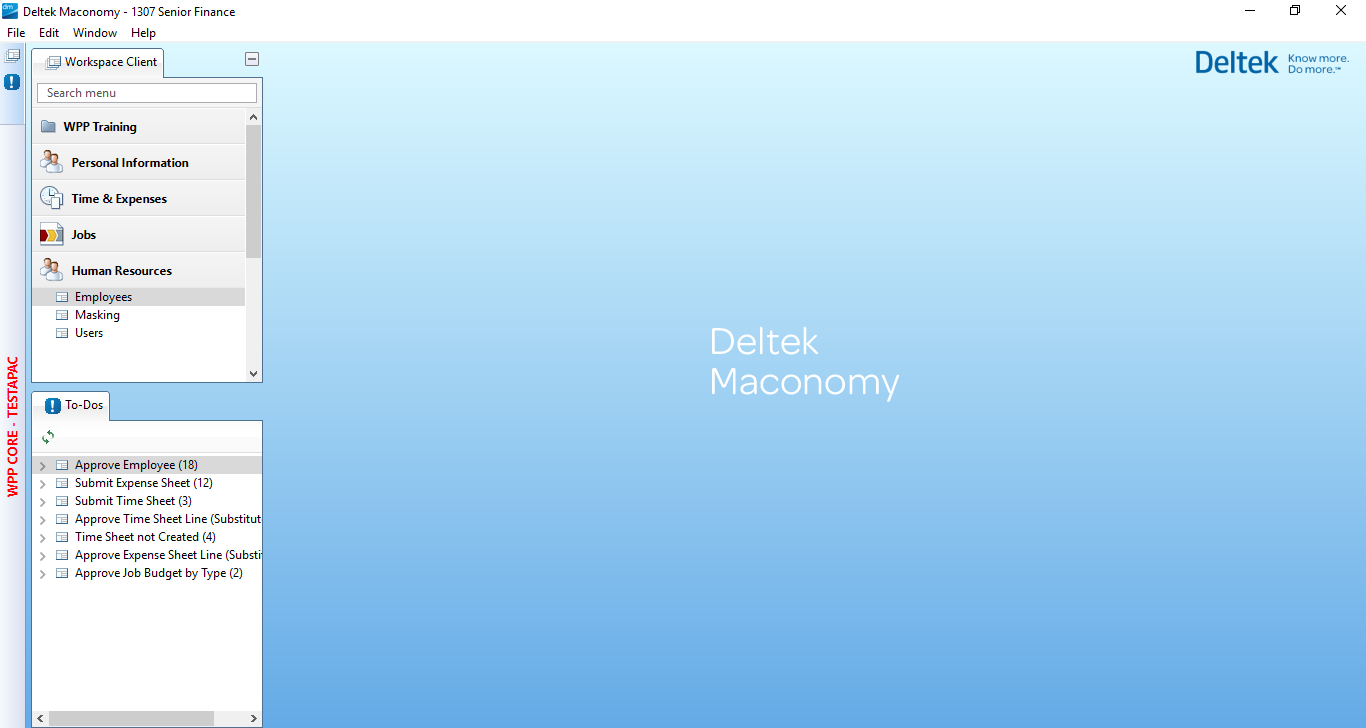 dm
Deltek Maconomy - 1307 Senior Finance
File Edit Window Help
Workspace Client
Deltek Know more.
Do more.™
Search menu
WPP Training
Personal Information
Time & Expenses
Jobs
Human Resources
Employees
Masking
Users
Deltek
Maconomy
WPP CORE - TESTAPAC
To-Dos
Approve Employee (18)
Submit Expense Sheet (12)
Submit Time Sheet (3)
Approve Time Sheet Line (Substitut
Time Sheet not Created (4)
Approve Expense Sheet Line (Substi
Approve Job Budget by Type (2)